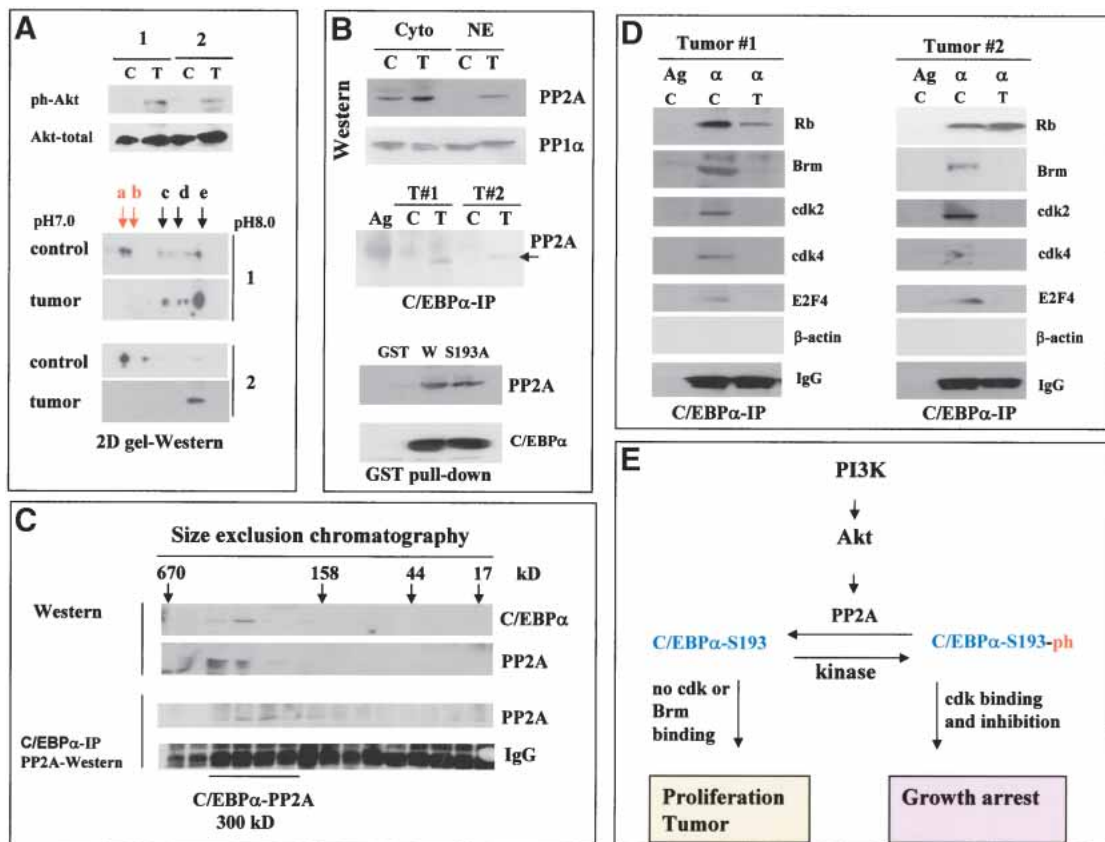 A
1 2
C T C T
ph-Akt
Akt-total
a b c d e
pH7.0 pH8.0
control
tumor
1
control
tumor
2
2D gel-Western
B
Cyto NE
C T C T
Western
PP2A
PP1α
T#1 T#2
Ag C T C T
PP2A
C/EBPα-IP
GST W S193A
PP2A
C/EBPα
GST pull-down
C
Size exclusion chromatography
670 158 44 17 kD
Western
C/EBPα
PP2A
PP2A
C/EBPα-IP
PP2A-Western
IgG
C/EBPα-PP2A
300 kD
D
Tumor #1
Ag α α
C C T
Rb
Brm
cdk2
cdk4
E2F4
β-actin
IgG
C/EBPα-IP
Tumor #2
Ag α α
C C T
Rb
Brm
cdk2
cdk4
E2F4
β-actin
IgG
C/EBPα-IP
E
PI3K
Akt
PP2A
C/EBPα-S193 C/EBPα-S193-ph
kinase
no cdk or
Brm
binding
cdk binding
and inhibition
Proliferation
Tumor
Growth arrest